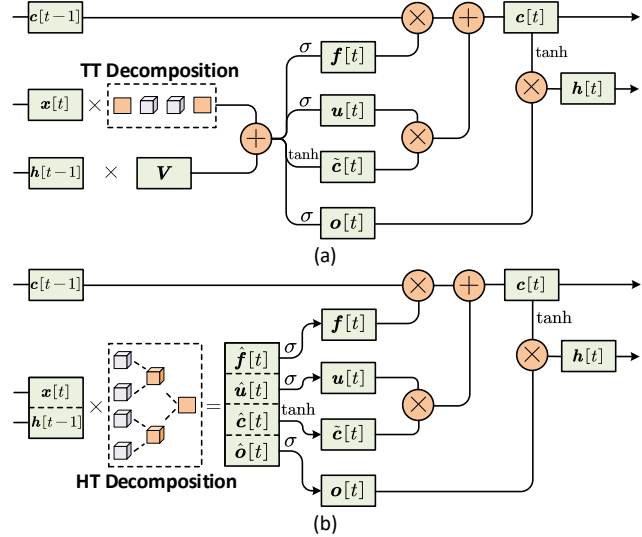 c[t−1]
× + c[t]
TT Decomposition
σ f[t]
tanh
x[t] ×
σ u[t]
× h[t]
+ ×
tanh c̃[t]
h[t−1] × V
σ o[t]
(a)
c[t−1]
× + c[t]
f̂[t] σ f[t]
tanh
x[t] × = û[t] σ u[t]
× h[t]
h[t−1] ĉ[t] tanh c̃[t] ×
ô[t] σ
HT Decomposition
o[t]
(b)